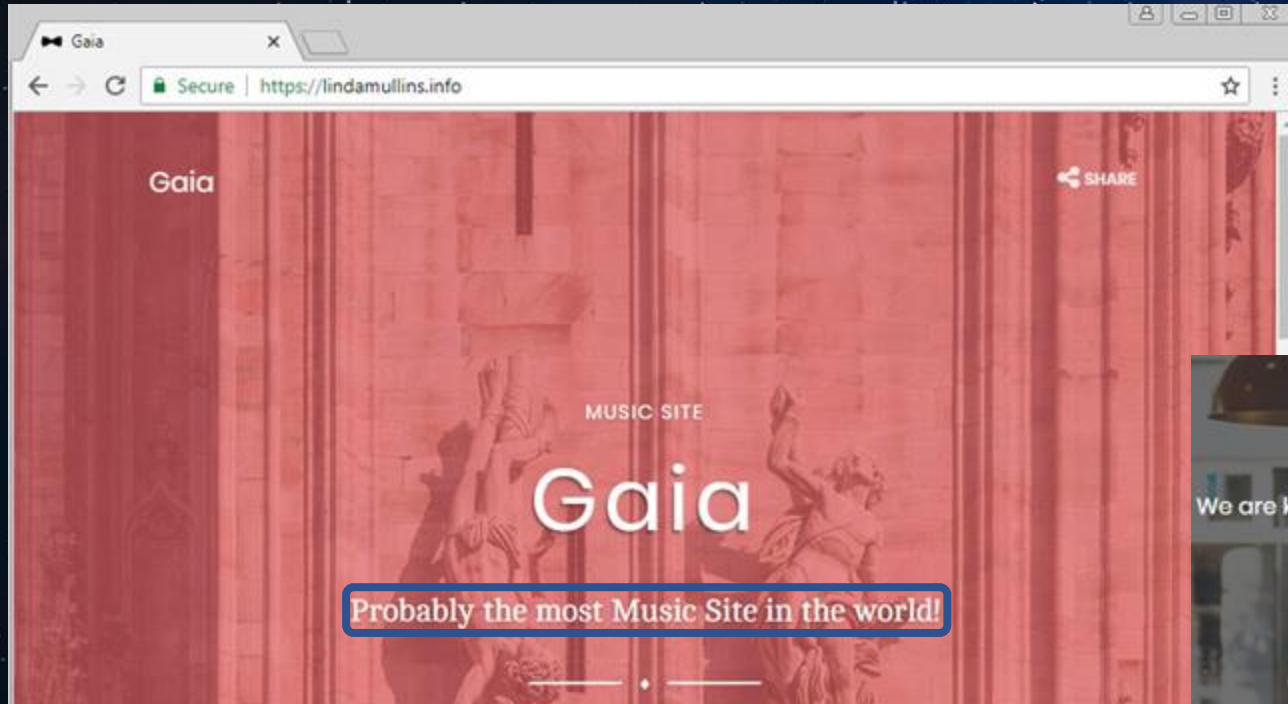 Gaia
Secure | https://lindamullins.info
Gaia
SHARE
MUSIC SITE
Gaia
Probably the most Music Site in the world!
We are